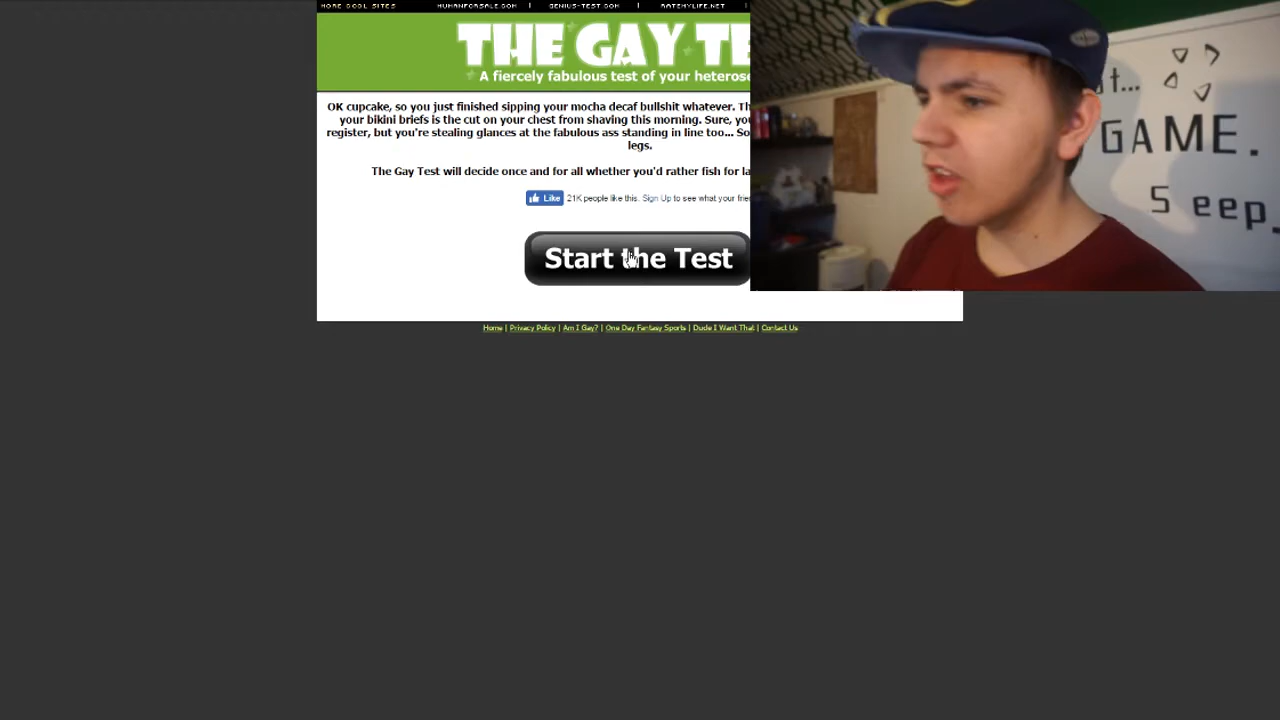 MORE COOL SITES HUMANFORSALE.COM | GENIUS-TEST.COM | RATEMYLIFE.NET |
THE GAY TE
A fiercely fabulous test of your heterose
OK cupcake, so you just finished sipping your mocha decaf bullshit whatever. Th
your bikini briefs is the cut on your chest from shaving this morning. Sure, yo
register, but you're stealing glances at the fabulous ass standing in line too... So
legs.
The Gay Test will decide once and for all whether you'd rather fish for la
Like 21K people like this. Sign Up to see what your frie
Start the Test
Home | Privacy Policy | Am I Gay? | One Day Fantasy Sports | Dude I Want That | Contact Us
t...
GAME.
S eep.